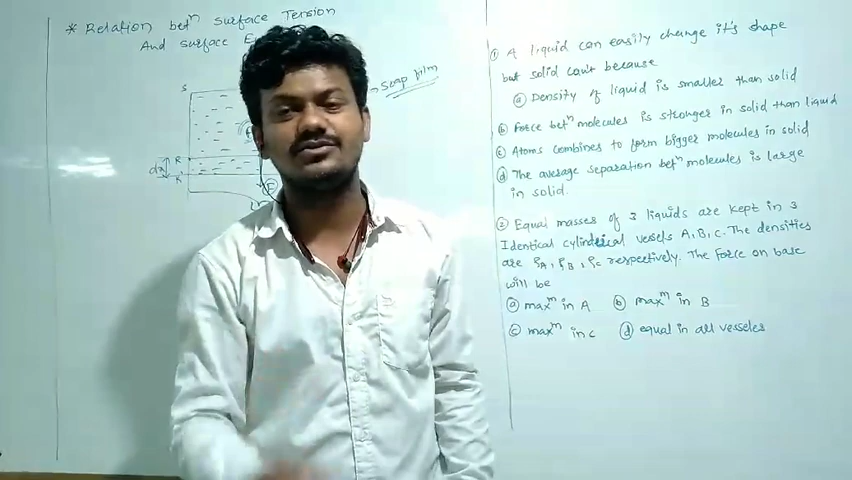 * Relation betⁿ surface Tension
And surface E
S
soap film
dx
R
R'
F
① A liquid can easily change it's shape
but solid can't because
ⓐ Density of liquid is smaller than solid
ⓑ Force betⁿ molecules is stronger in solid than liquid
ⓒ Atoms combines to form bigger molecules in solid
ⓓ The average separation betⁿ molecules is large
in solid.
② Equal masses of 3 liquids are kept in 3
Identical cylindrical vessels A, B, C. The densities
are ρA, ρB, ρc respectively. The force on base
will be
ⓐ maxᵐ in A ⓑ maxᵐ in B
ⓒ maxᵐ in c ⓓ equal in all vesseles